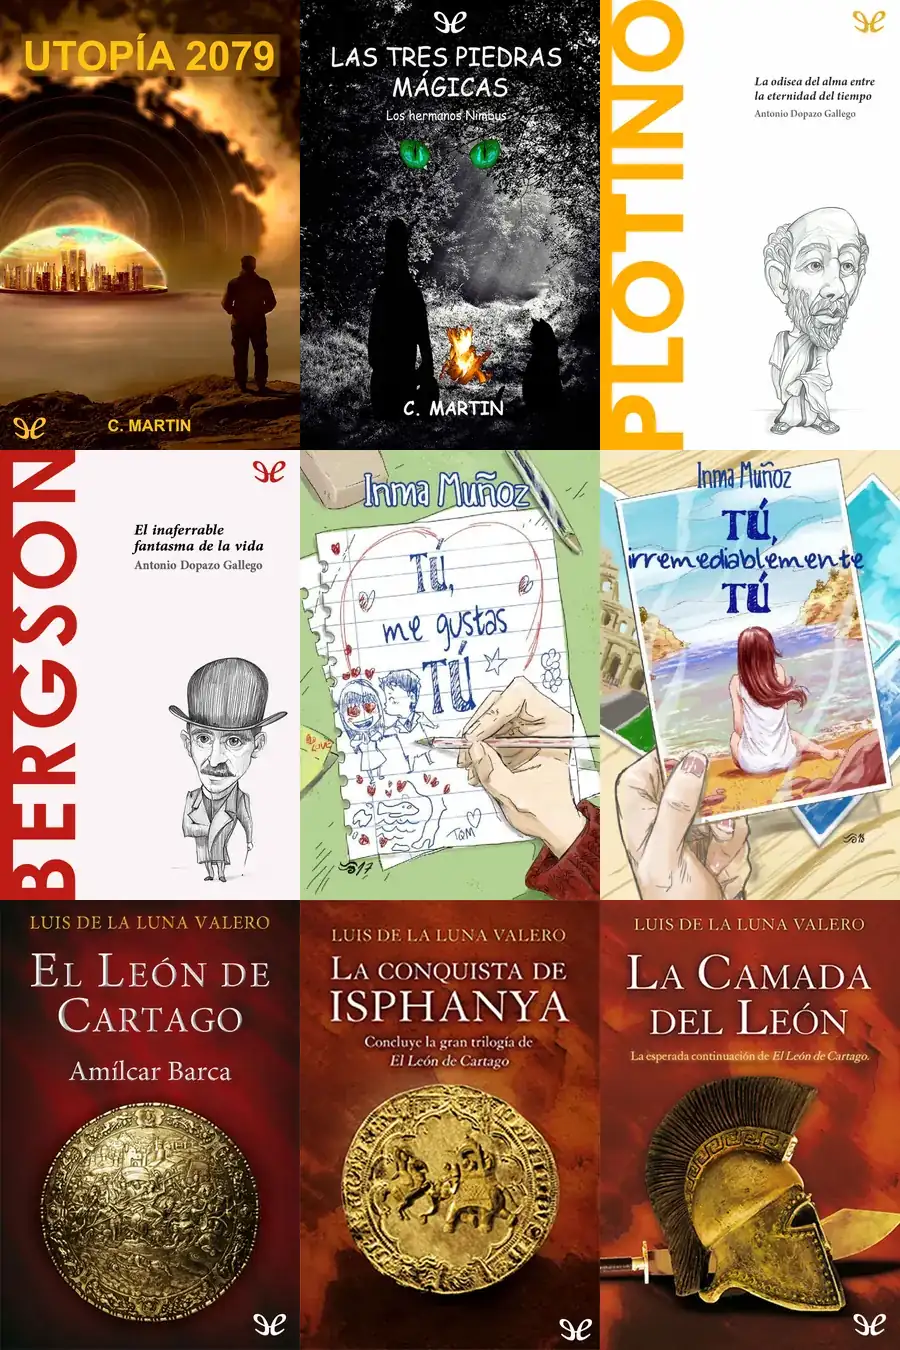 UTOPÍA 2079
C. MARTIN
LAS TRES PIEDRAS
MÁGICAS
Los hermanos Nimbus
C. MARTIN
PLOTINO
La odisea del alma entre
la eternidad del tiempo
Antonio Dopazo Gallego
BERGSON
El inaferrable
fantasma de la vida
Antonio Dopazo Gallego
Inma Muñoz
TÚ,
me gustas
TÚ
LOVE
Tom
17
Inma Muñoz
TÚ,
irremediablemente
TÚ
18
LUIS DE LA LUNA VALERO
EL LEÓN DE
CARTAGO
Amílcar Barca
LUIS DE LA LUNA VALERO
LA CONQUISTA DE
ISPHANYA
Concluye la gran trilogía de
El León de Cartago
LUIS DE LA LUNA VALERO
LA CAMADA
DEL LEÓN
La esperada continuación de El León de Cartago.